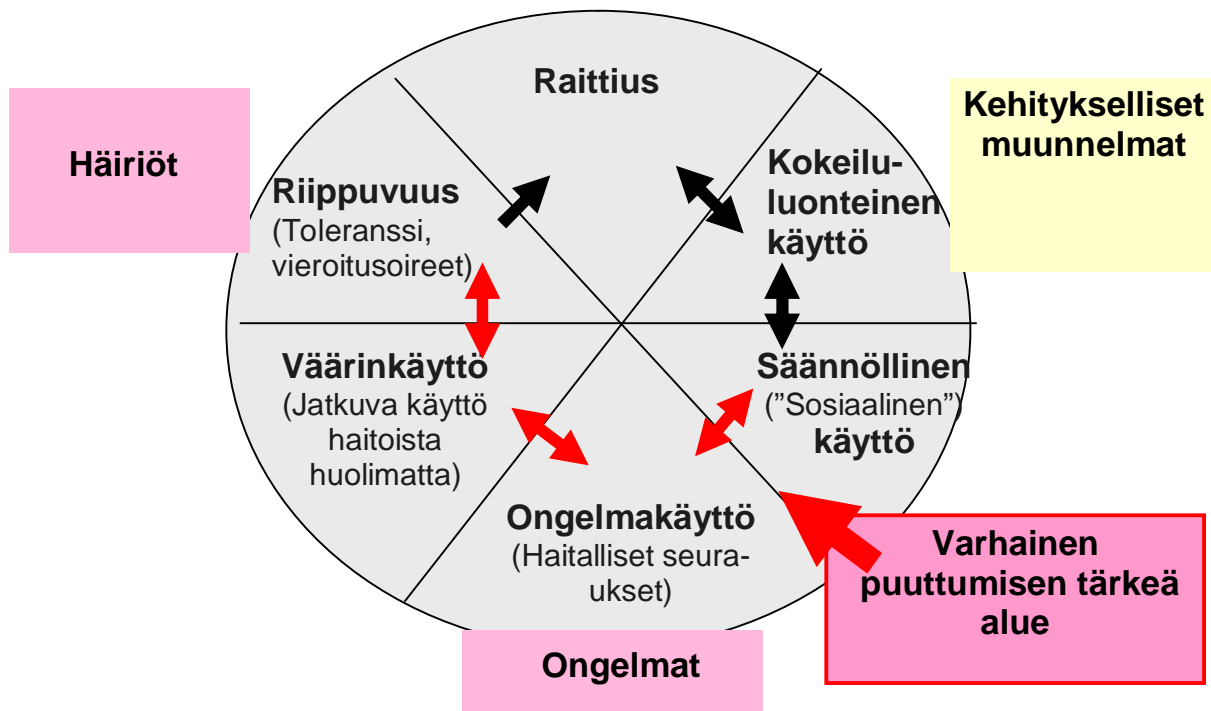 Raittius
Kehitykselliset
muunnelmat
Häiriöt
Kokeilu-
luonteinen
käyttö
Riippuvuus
(Toleranssi,
vieroitusoireet)
Väärinkäyttö
(Jatkuva käyttö
haitoista
huolimatta)
Säännöllinen
("Sosiaalinen”)
käyttö
Ongelmakäyttö
(Haitalliset seura-
ukset)
Varhainen
puuttumisen tärkeä
alue
Ongelmat